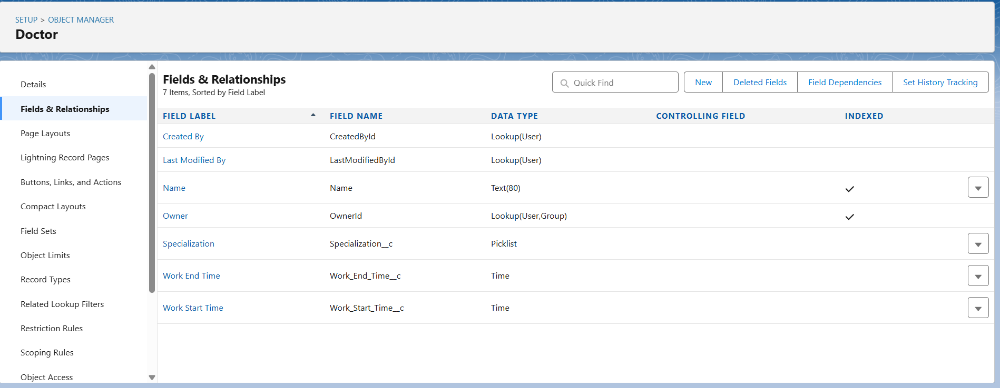 SETUP > OBJECT MANAGER
Doctor
Details
Fields & Relationships
Page Layouts
Lightning Record Pages
Buttons, Links, and Actions
Compact Layouts
Field Sets
Object Limits
Record Types
Related Lookup Filters
Restriction Rules
Scoping Rules
Object Access
Fields & Relationships
7 Items, Sorted by Field Label
Quick Find
New
Deleted Fields
Field Dependencies
Set History Tracking
FIELD LABEL FIELD NAME DATA TYPE CONTROLLING FIELD INDEXED
Created By CreatedById Lookup(User)
Last Modified By LastModifiedById Lookup(User)
Name Name Text(80)
Owner OwnerId Lookup(User,Group)
Specialization Specialization__c Picklist
Work End Time Work_End_Time__c Time
Work Start Time Work_Start_Time__c Time